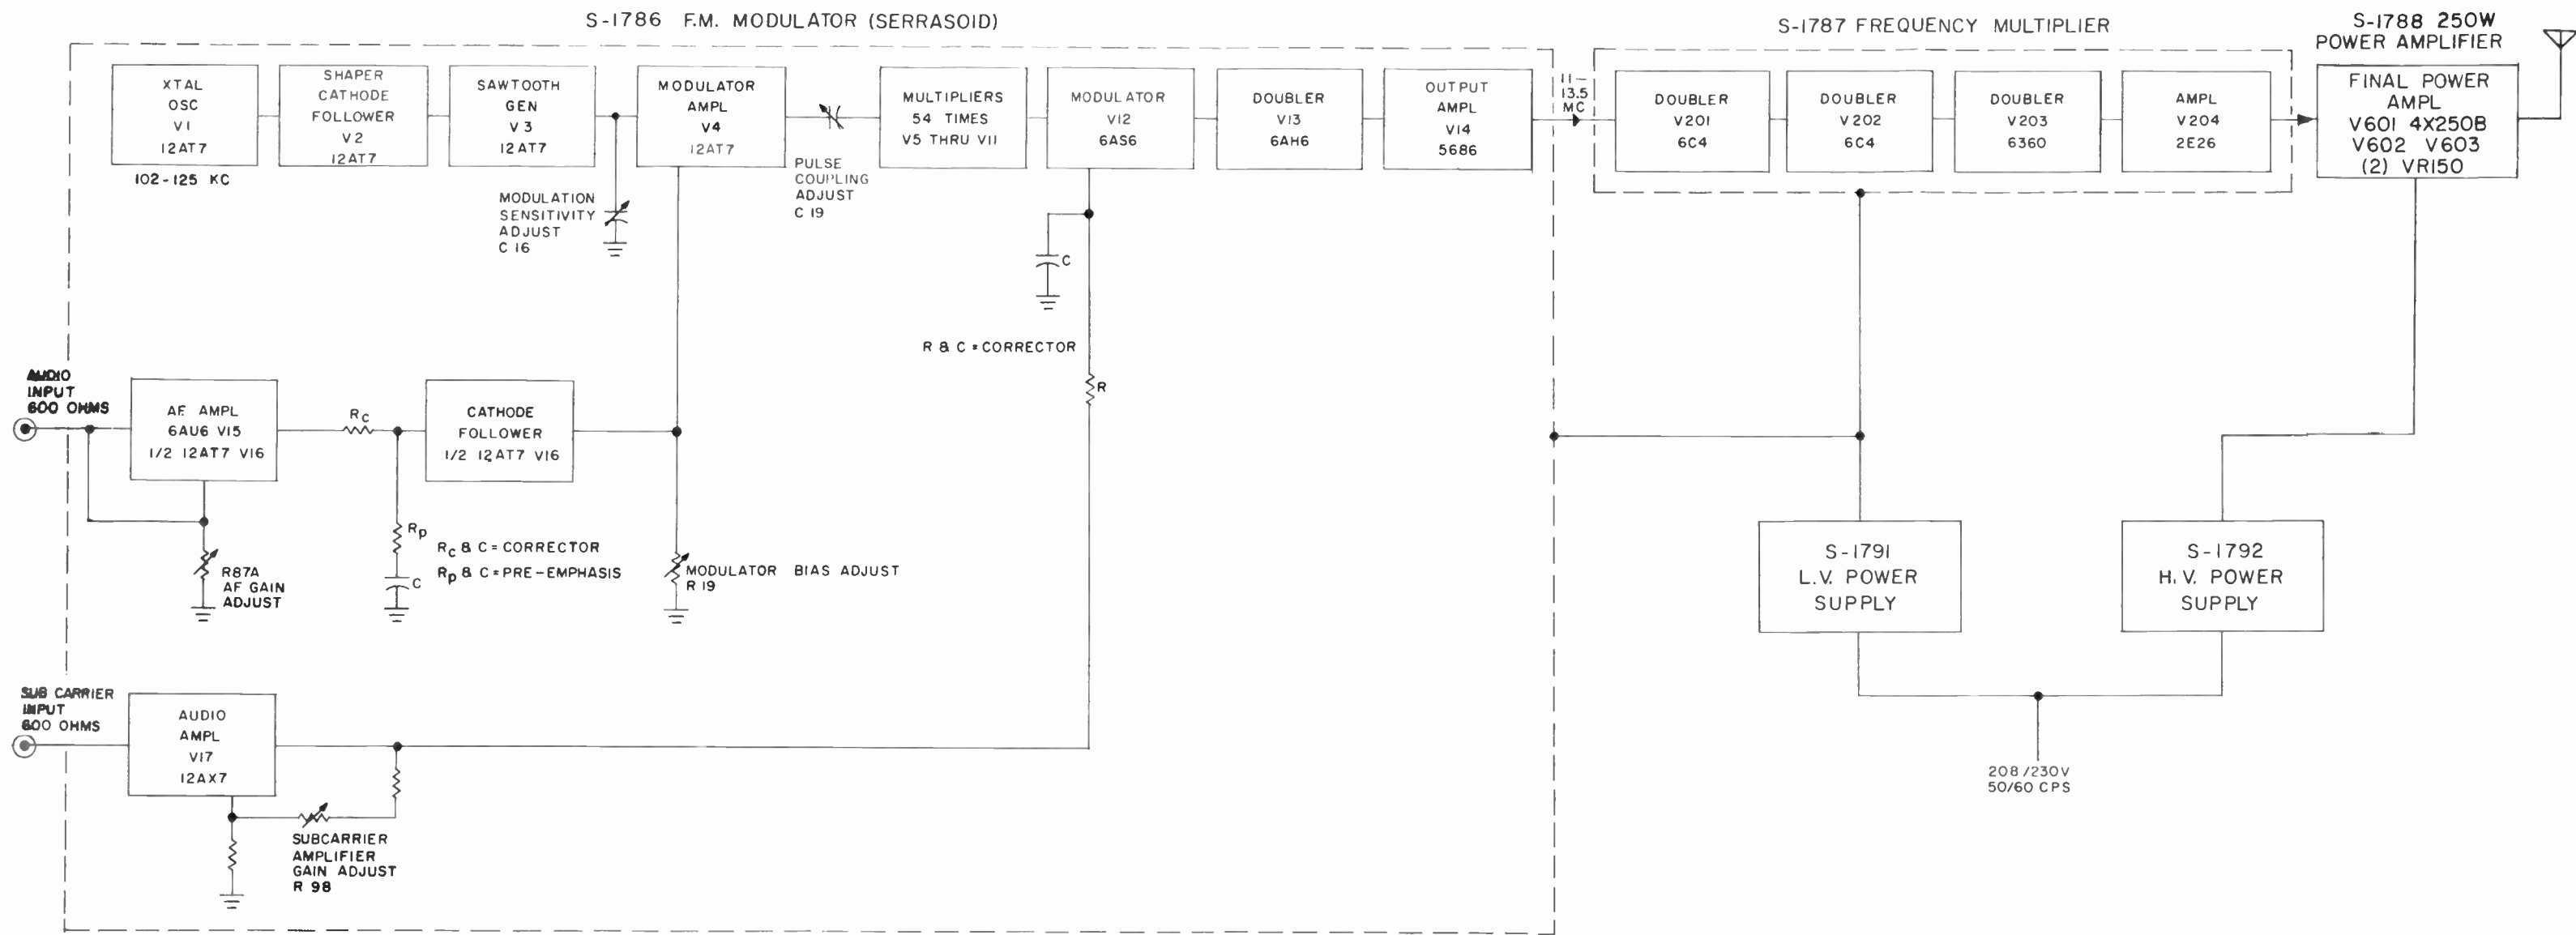 S-1786 F.M. MODULATOR (SERRASOID)
S-1787 FREQUENCY MULTIPLIER
S-1788 250W
POWER AMPLIFIER
XTAL
OSC
V1
12AT7
102-125 KC
SHAPER
CATHODE
FOLLOWER
V2
12AT7
SAWTOOTH
GEN
V3
12AT7
MODULATION
SENSITIVITY
ADJUST
C 16
MODULATOR
AMPL
V4
12AT7
PULSE
COUPLING
ADJUST
C 19
MULTIPLIERS
54 TIMES
V5 THRU V11
MODULATOR
V12
6AS6
C
R & C = CORRECTOR
R
DOUBLER
V13
6AH6
OUTPUT
AMPL
V14
5686
11-
13.5
MC
DOUBLER
V201
6C4
DOUBLER
V202
6C4
DOUBLER
V203
6360
AMPL
V204
2E26
FINAL POWER
AMPL
V601 4X250B
V602 V603
(2) VR150
AUDIO
INPUT
600 OHMS
AF. AMPL
6AU6 V15
1/2 12AT7 V16
R87A
AF GAIN
ADJUST
Rc
CATHODE
FOLLOWER
1/2 12AT7 V16
Rp
C
Rc & C = CORRECTOR
Rp & C = PRE-EMPHASIS
MODULATOR BIAS ADJUST
R 19
SUB CARRIER
INPUT
600 OHMS
AUDIO
AMPL
V17
12AX7
SUBCARRIER
AMPLIFIER
GAIN ADJUST
R 98
S-1791
L.V. POWER
SUPPLY
S-1792
H.V. POWER
SUPPLY
208/230V
50/60 CPS